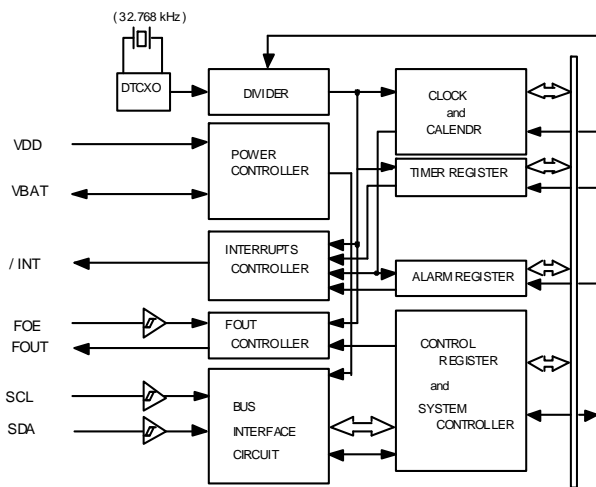 ( 32.768 kHz)
DTCXO
DIVIDER
CLOCK
and
CALENDR
VDD
POWER
CONTROLLER
TIMER REGISTER
VBAT
/ INT
INTERRUPTS
CONTROLLER
ALARM REGISTER
FOE
FOUT
FOUT
CONTROLLER
CONTROL
REGISTER
and
SYSTEM
CONTROLLER
SCL
SDA
BUS
INTERFACE
CIRCUIT